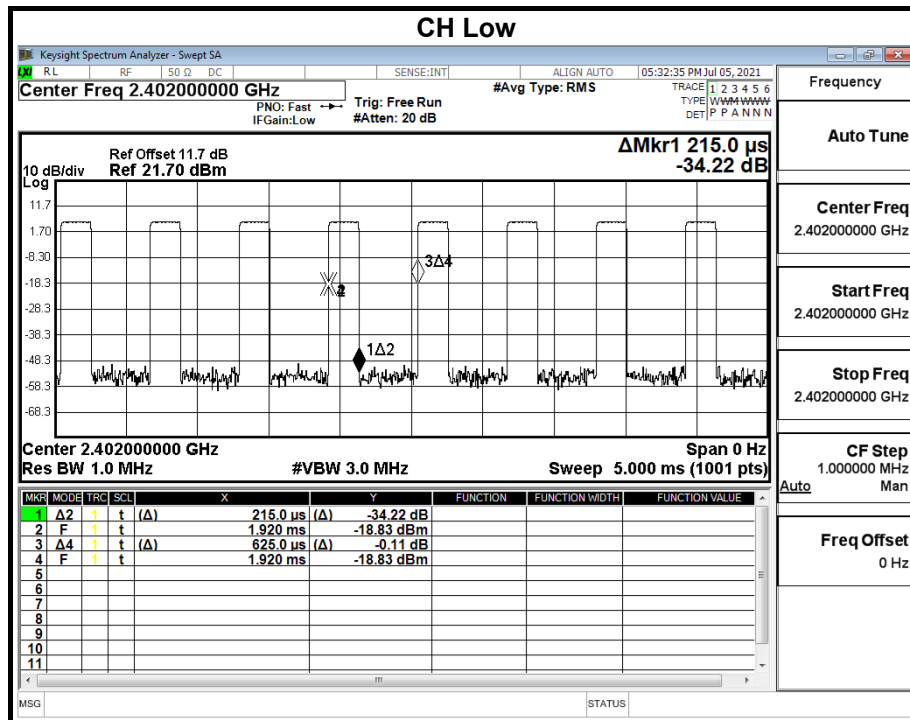 CH Low
Keysight Spectrum Analyzer - Swept SA
LXI RL RF 50 Ω DC SENSE:INT ALIGN AUTO 05:32:35 PM Jul 05, 2021
Center Freq 2.402000000 GHz
PNO: Fast
IFGain:Low
Trig: Free Run
#Atten: 20 dB
#Avg Type: RMS
TRACE 1 2 3 4 5 6
TYPE WWMWWW
DET P P A N N N
ΔMkr1 215.0 µs
-34.22 dB
Ref Offset 11.7 dB
10 dB/div Ref 21.70 dBm
Log
11.7
1.70
-8.30
-18.3
-28.3
-38.3
-48.3
-58.3
-68.3
3Δ4
1Δ2
Center 2.402000000 GHz Span 0 Hz
Res BW 1.0 MHz #VBW 3.0 MHz Sweep 5.000 ms (1001 pts)
MKR MODE TRC SCL X Y FUNCTION FUNCTION WIDTH FUNCTION VALUE
1 Δ2 1 t (Δ) 215.0 µs (Δ) -34.22 dB
2 F 1 t 1.920 ms -18.83 dBm
3 Δ4 1 t (Δ) 625.0 µs (Δ) -0.11 dB
4 F 1 t 1.920 ms -18.83 dBm
5
6
7
8
9
10
11
MSG STATUS
Frequency
Auto Tune
Center Freq
2.402000000 GHz
Start Freq
2.402000000 GHz
Stop Freq
2.402000000 GHz
CF Step
1.000000 MHz
Auto Man
Freq Offset
0 Hz